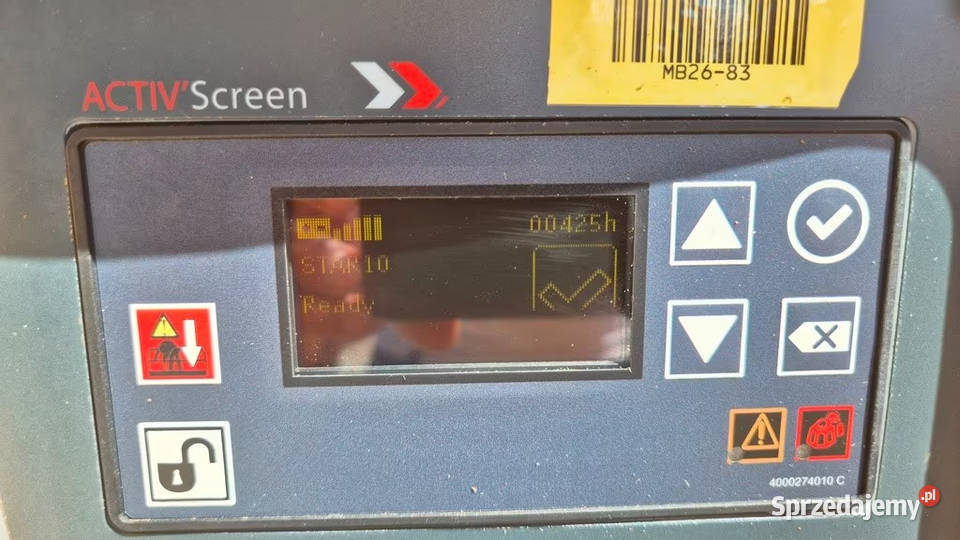 MB26-83
ACTIV'Screen
00425h
STAR10
Ready
4000274010 C
Sprzedajemy.pl